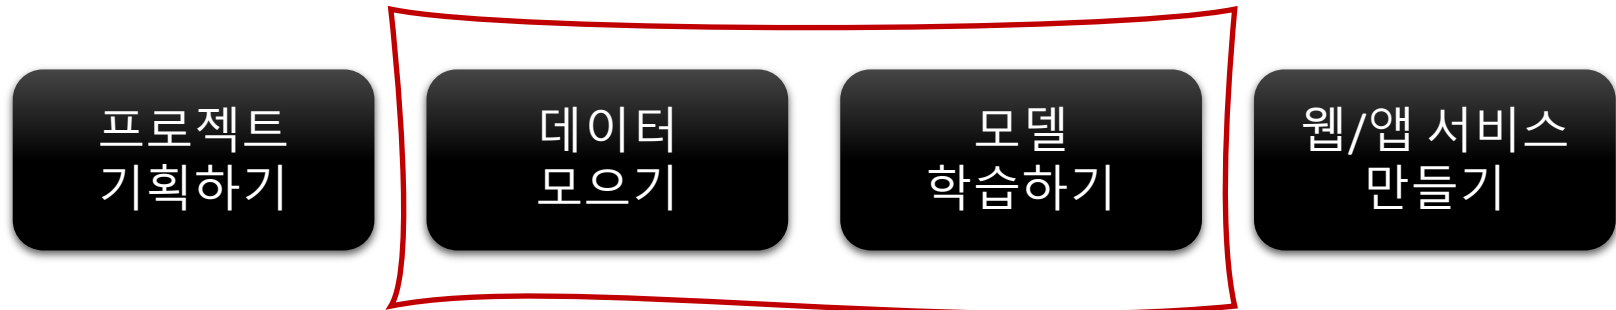 프로젝트
기획하기
데이터
모으기
모델
학습하기
웹/앱 서비스
만들기